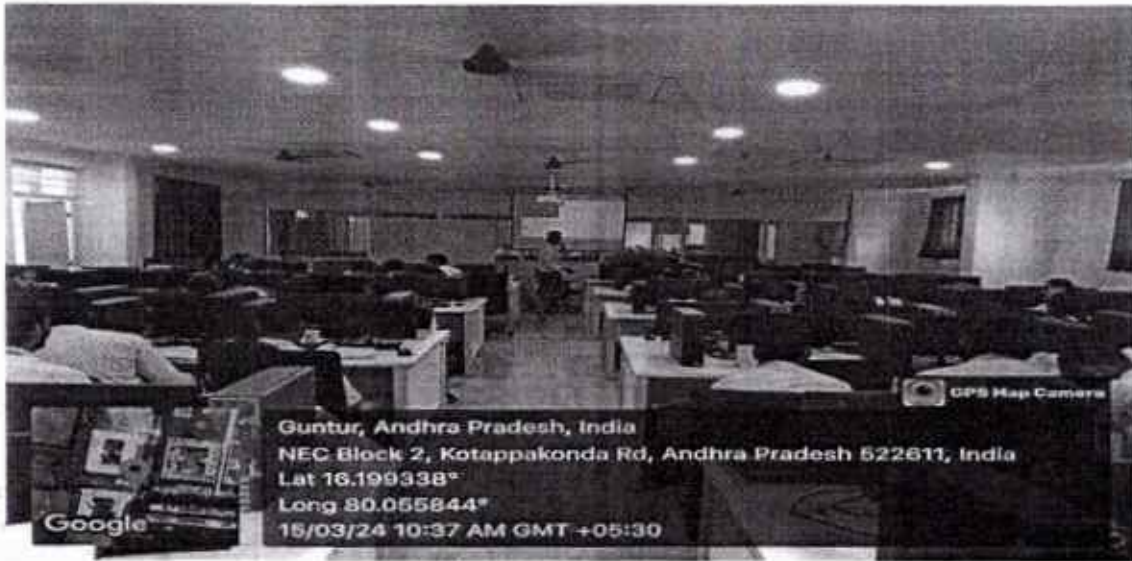 GPS Map Camera
Guntur, Andhra Pradesh, India
NEC Block 2, Kotappakonda Rd, Andhra Pradesh 522611, India
Lat 16.199338°
Long 80.055844°
15/03/24 10:37 AM GMT +05:30
Google